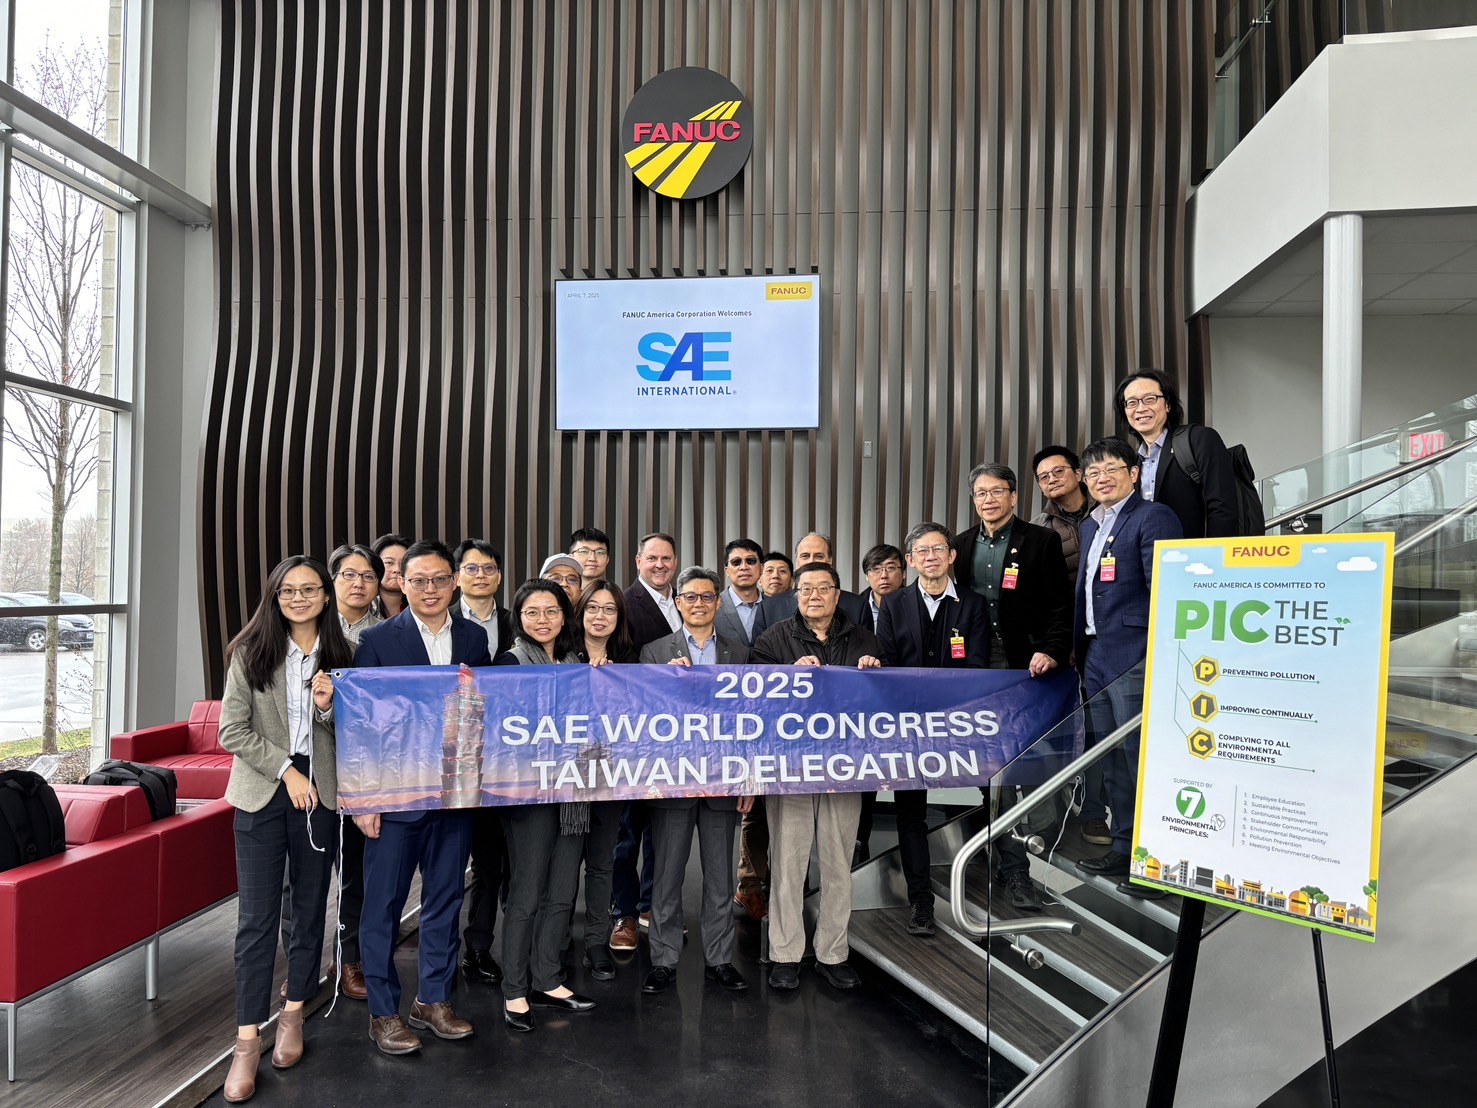 FANUC
APRIL 7, 2025
FANUC
FANUC America Corporation Welcomes
SAE
INTERNATIONAL®
EXIT
2025
SAE WORLD CONGRESS
TAIWAN DELEGATION
FANUC
FANUC AMERICA IS COMMITTED TO
PIC THE BEST
P PREVENTING POLLUTION
I IMPROVING CONTINUALLY
C COMPLYING TO ALL
ENVIRONMENTAL
REQUIREMENTS
SUPPORTED BY
7
ENVIRONMENTAL
PRINCIPLES:
1. Employee Education
2. Sustainable Practices
3. Continuous Improvement
4. Stakeholder Communications
5. Environmental Responsibility
6. Pollution Prevention
7. Meeting Environmental Objectives